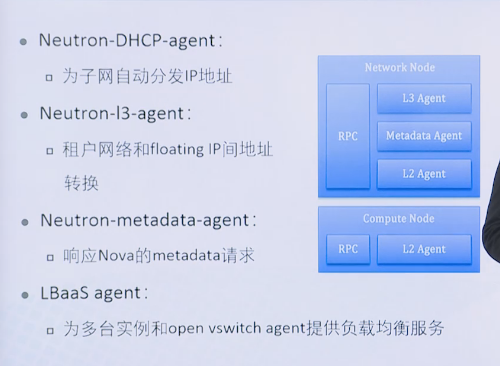 Neutron-DHCP-agent：
为子网自动分发IP地址
Neutron-l3-agent：
租户网络和floating IP间地址
转换
Neutron-metadata-agent：
响应Nova的metadata请求
LBaaS agent：
为多台实例和open vswitch agent提供负载均衡服务
Network Node
RPC
L3 Agent
Metadata Agent
L2 Agent
Compute Node
RPC
L2 Agent